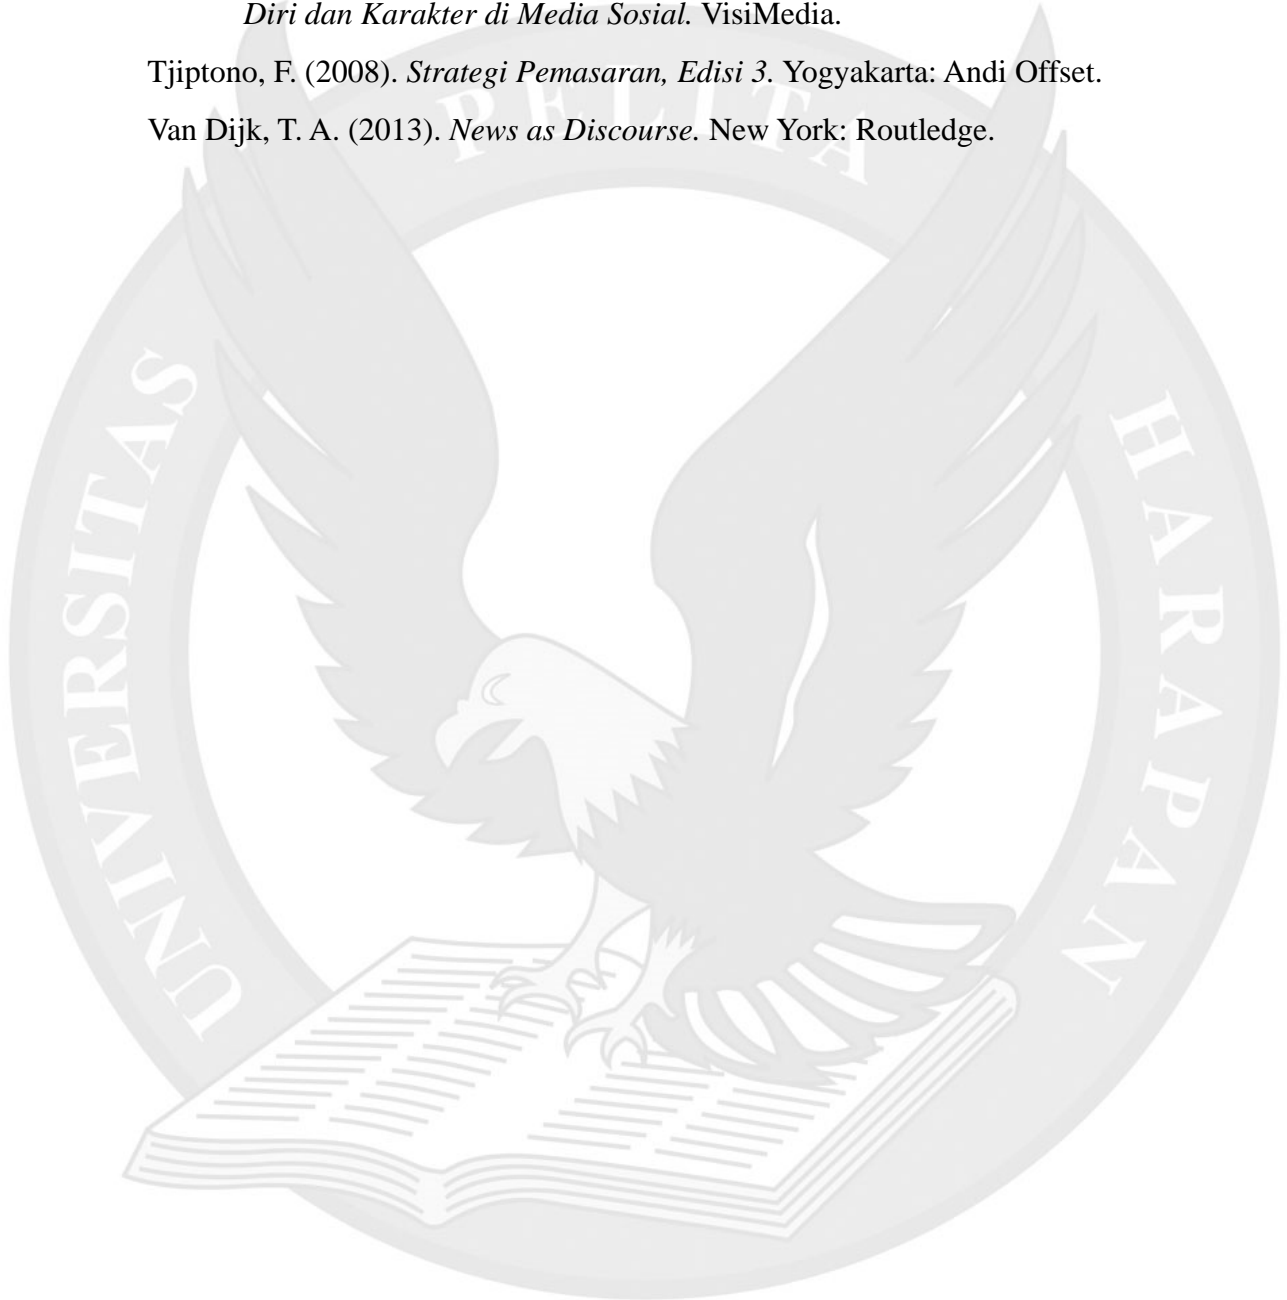 Diri dan Karakter di Media Sosial. VisiMedia.
Tjiptono, F. (2008). Strategi Pemasaran, Edisi 3. Yogyakarta: Andi Offset.
Van Dijk, T. A. (2013). News as Discourse. New York: Routledge.
UNIVERSITAS PELITA HARAPAN